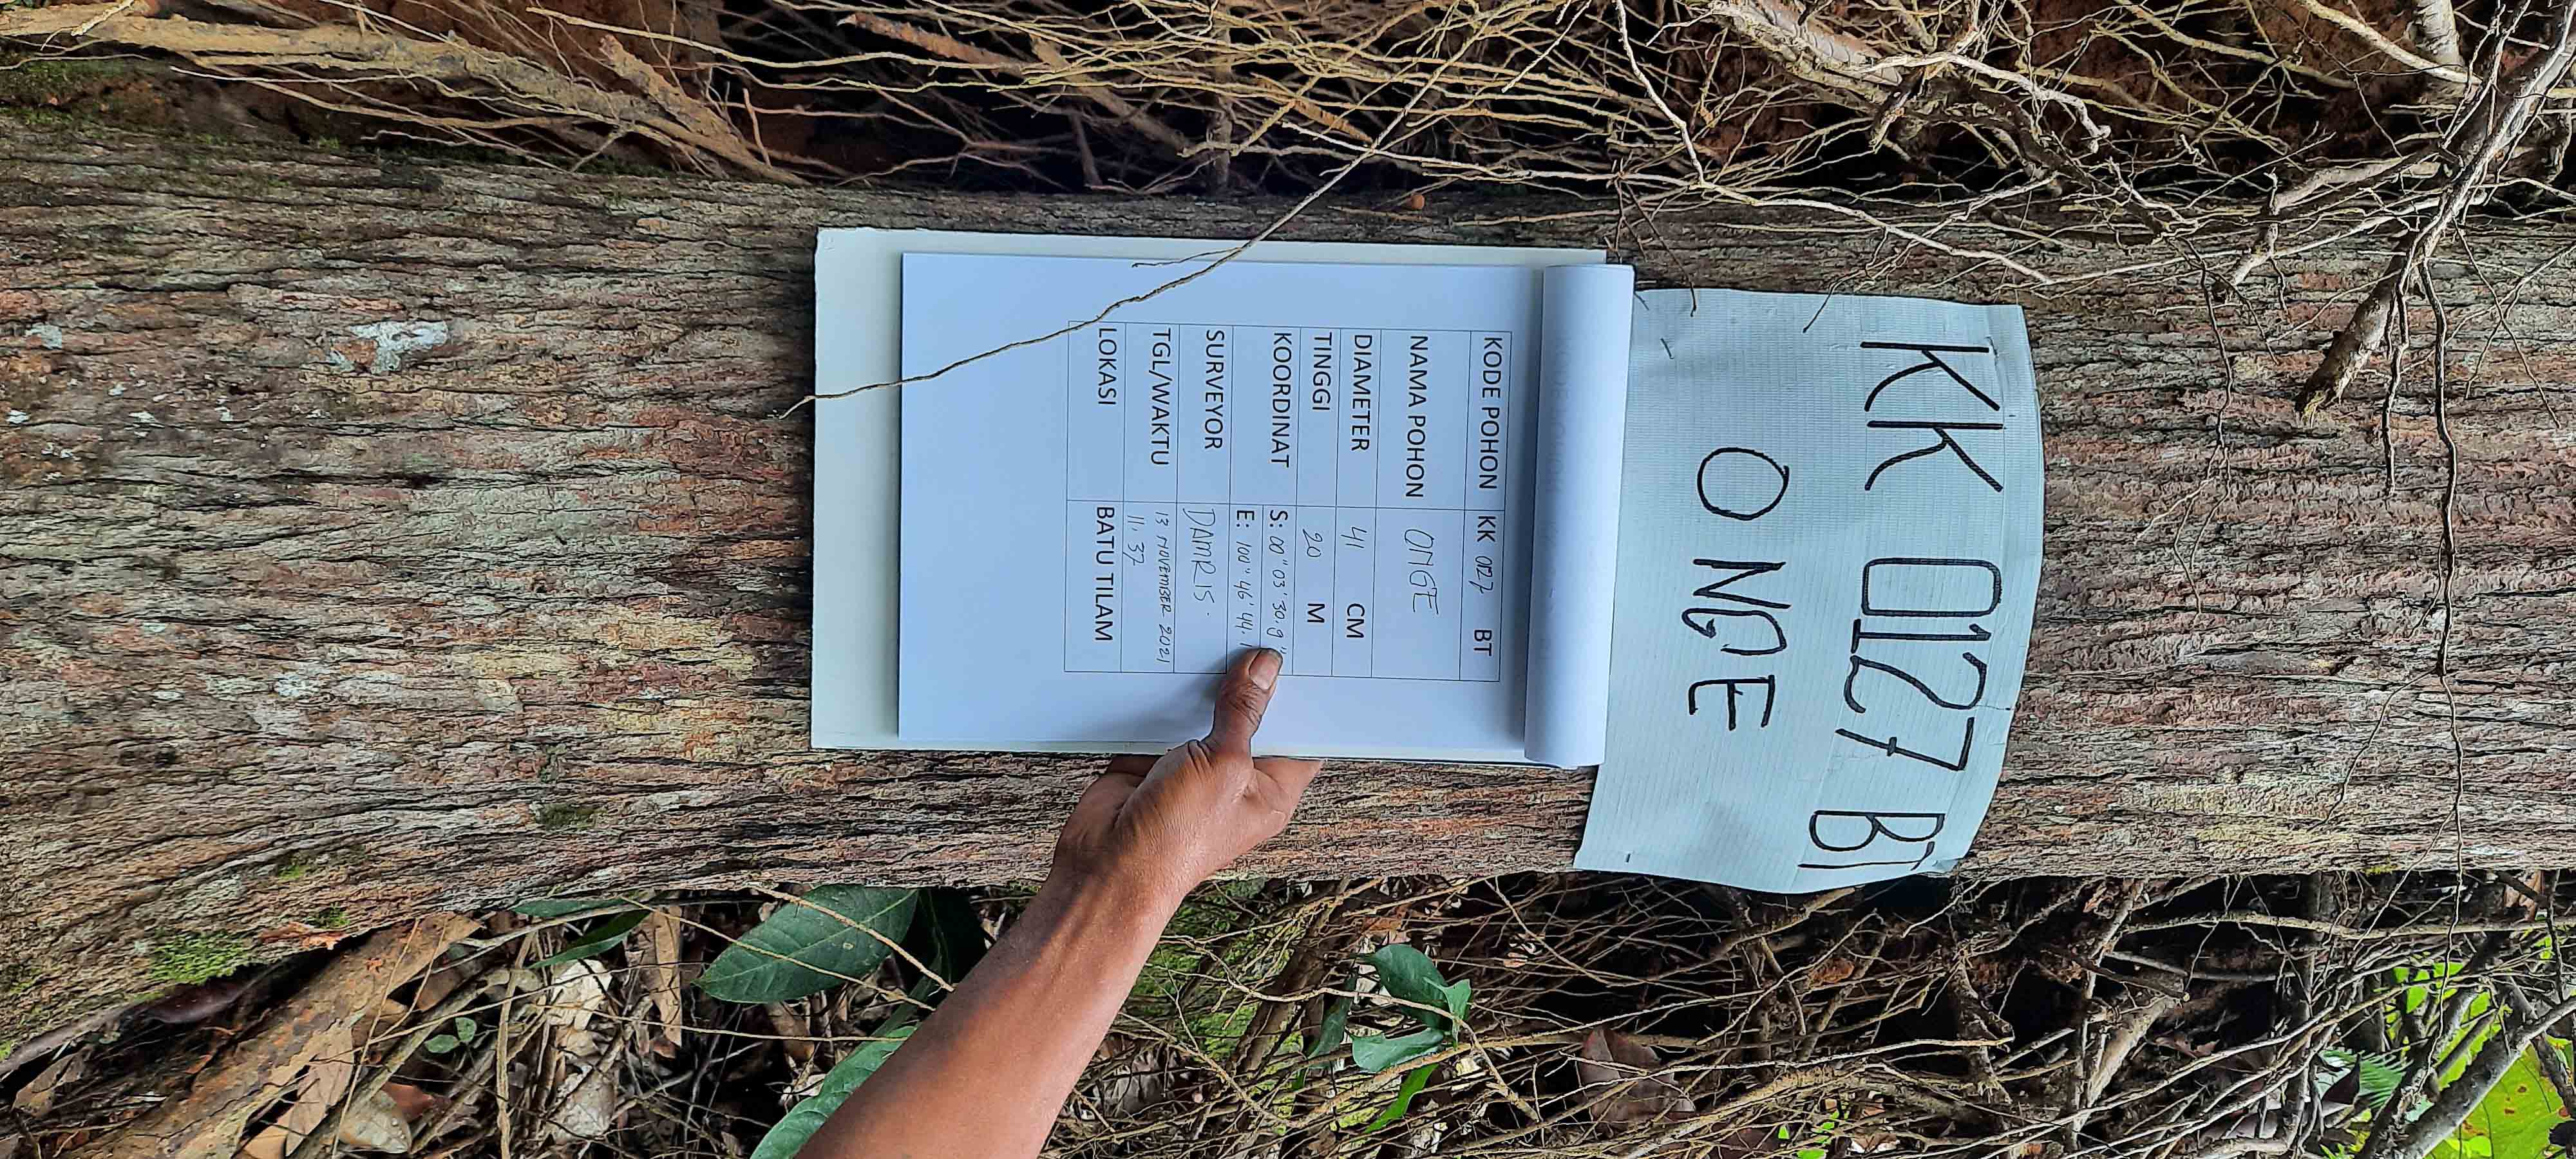 KK 0127 BT
ONGE
KODE POHON KK 0127 BT
NAMA POHON ONGE
DIAMETER 41 CM
TINGGI 20 M
KOORDINAT S: 00" 03' 30.9"
E: 100" 46' 44.
SURVEYOR DAMRIS.
TGL/WAKTU 13 NOVEMBER 2021
11.37
LOKASI BATU TILAM